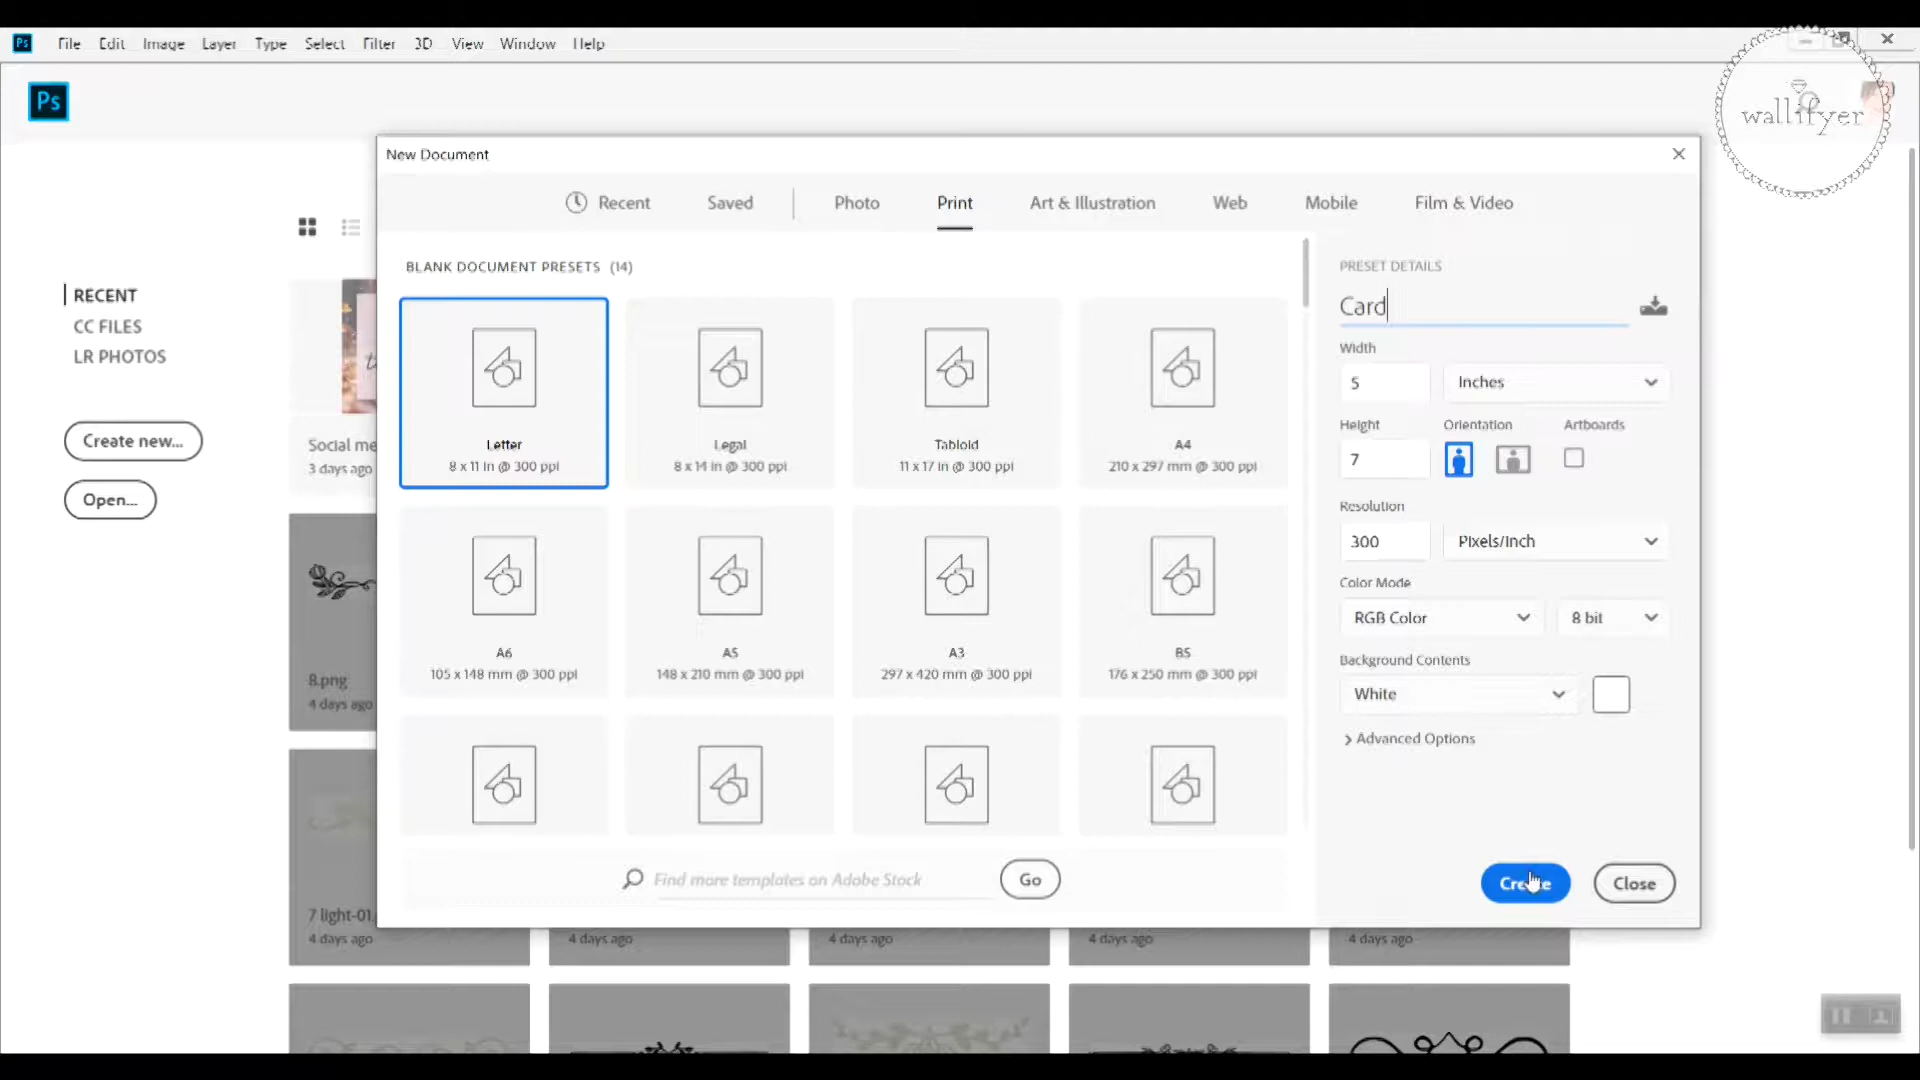 Ps File Edit Image Layer Type Select Filter 3D View Window Help
Ps
wallifyer
New Document
Recent Saved Photo Print Art & Illustration Web Mobile Film & Video
BLANK DOCUMENT PRESETS (14)
Letter
8 x 11 in @ 300 ppi
Legal
8 x 14 in @ 300 ppi
Tabloid
11 x 17 in @ 300 ppi
A4
210 x 297 mm @ 300 ppi
A6
105 x 148 mm @ 300 ppi
A5
148 x 210 mm @ 300 ppi
A3
297 x 420 mm @ 300 ppi
B5
176 x 250 mm @ 300 ppi
Find more templates on Adobe Stock
Go
PRESET DETAILS
Card
Width
5 Inches
Height Orientation Artboards
7
Resolution
300 Pixels/Inch
Color Mode
RGB Color 8 bit
Background Contents
White
Advanced Options
Create Close
RECENT
CC FILES
LR PHOTOS
Create new...
Open...
Social me
3 days ago
8.png
4 days ago
7 light-01.
4 days ago
4 days ago
4 days ago
4 days ago
4 days ago